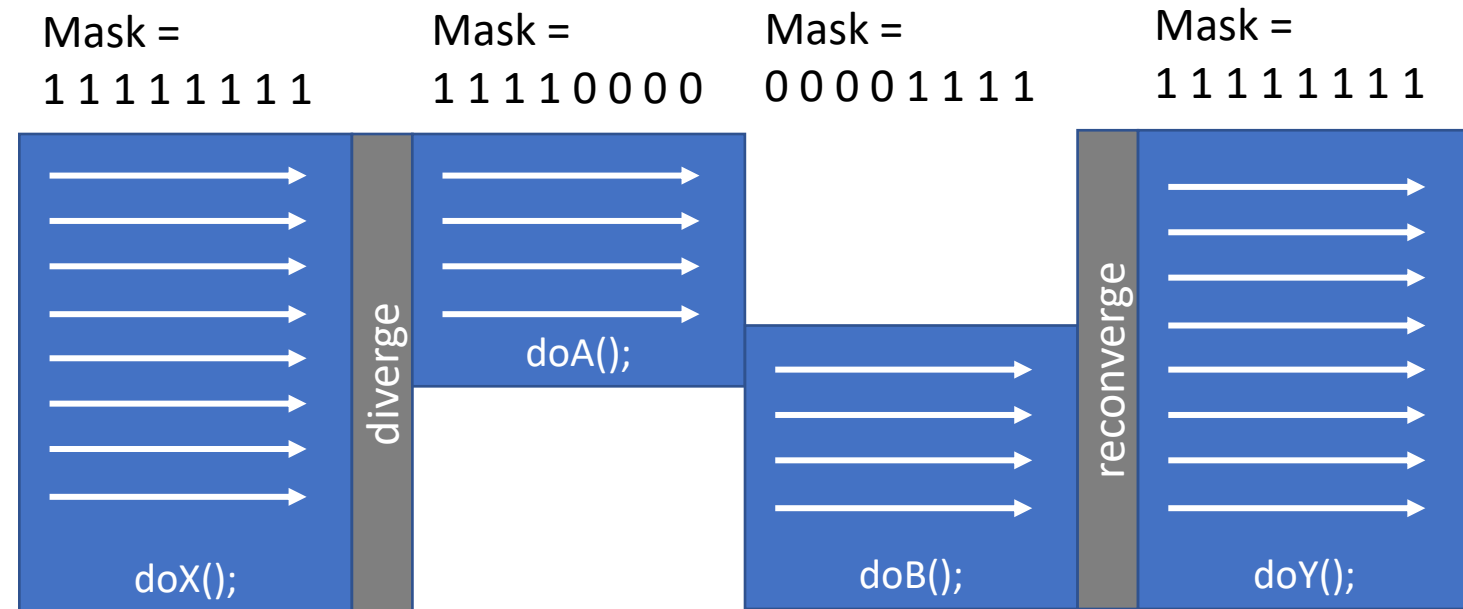 Mask =
1 1 1 1 1 1 1 1
Mask =
1 1 1 1 0 0 0 0
Mask =
0 0 0 0 1 1 1 1
Mask =
1 1 1 1 1 1 1 1
doX();
diverge
doA();
doB();
reconverge
doY();